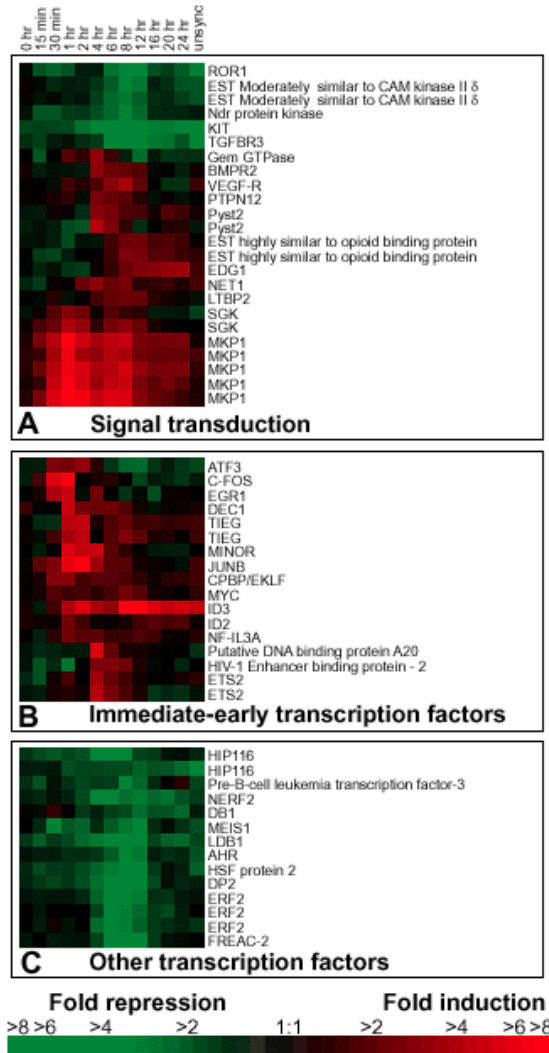 0 hr
15 min
30 min
1 hr
2 hr
4 hr
6 hr
8 hr
12 hr
16 hr
20 hr
24 hr
unsync
ROR1
EST Moderately similar to CAM kinase II δ
EST Moderately similar to CAM kinase II δ
Ndr protein kinase
KIT
TGFBR3
Gem GTPase
BMPR2
VEGF-R
PTPN12
Pyst2
Pyst2
EST highly similar to opioid binding protein
EST highly similar to opioid binding protein
EDG1
NET1
LTBP2
SGK
SGK
MKP1
MKP1
MKP1
MKP1
MKP1
A Signal transduction
ATF3
C-FOS
EGR1
DEC1
TIEG
TIEG
MINOR
JUNB
CPBP/EKLF
MYC
ID3
ID2
NF-IL3A
Putative DNA binding protein A20
HIV-1 Enhancer binding protein - 2
ETS2
ETS2
B Immediate-early transcription factors
HIP116
HIP116
Pre-B-cell leukemia transcription factor-3
NERF2
DB1
MEIS1
LDB1
AHR
HSF protein 2
DP2
ERF2
ERF2
ERF2
FREAC-2
C Other transcription factors
Fold repression Fold induction
>8 >6 >4 >2 1:1 >2 >4 >6 >8